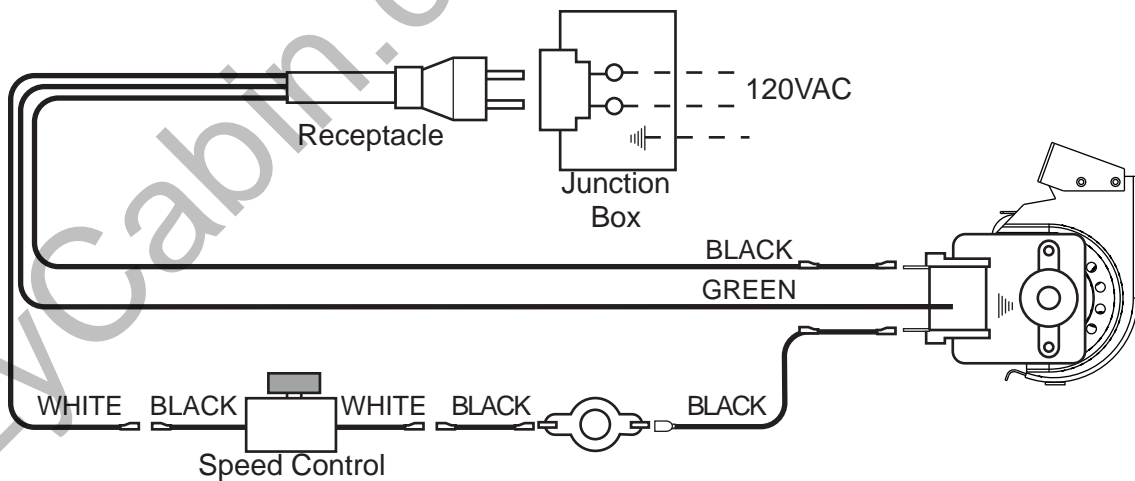 120VAC
Receptacle
Junction
Box
BLACK
GREEN
WHITE BLACK WHITE BLACK BLACK
Speed Control